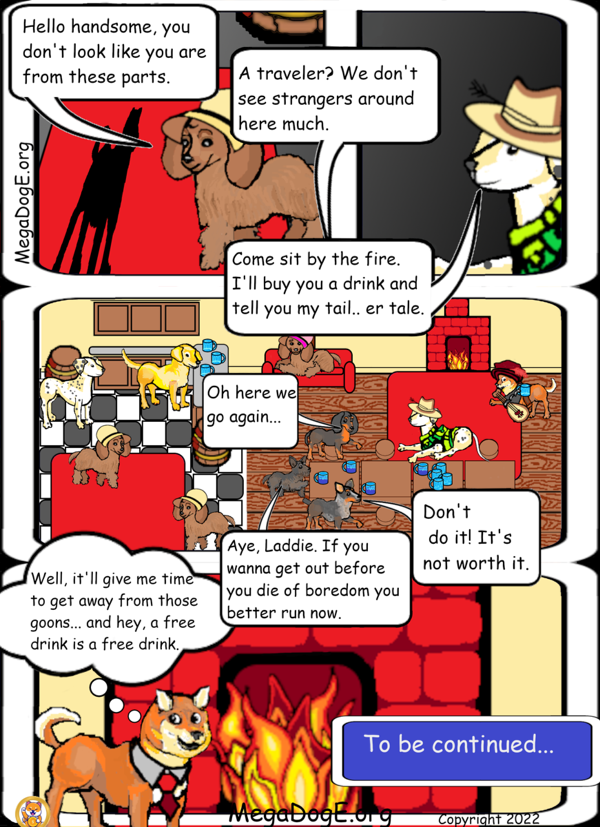 Hello handsome, you
don't look like you are
from these parts.
A traveler? We don't
see strangers around
here much.
MegaDogE.org
Come sit by the fire.
I'll buy you a drink and
tell you my tail.. er tale.
Oh here we
go again...
Don't
do it! It's
not worth it.
Aye, Laddie. If you
wanna get out before
you die of boredom you
better run now.
Well, it'll give me time
to get away from those
goons... and hey, a free
drink is a free drink.
To be continued...
MegaDogE.org
Copyright 2022